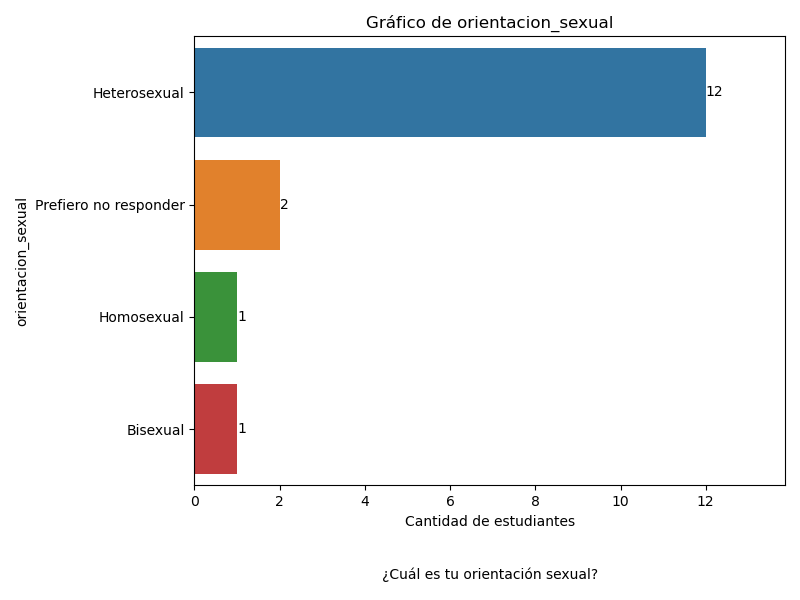 Gráfico de orientacion_sexual
orientacion_sexual
Heterosexual
12
Prefiero no responder
2
Homosexual
1
Bisexual
1
0 2 4 6 8 10 12
Cantidad de estudiantes
¿Cuál es tu orientación sexual?